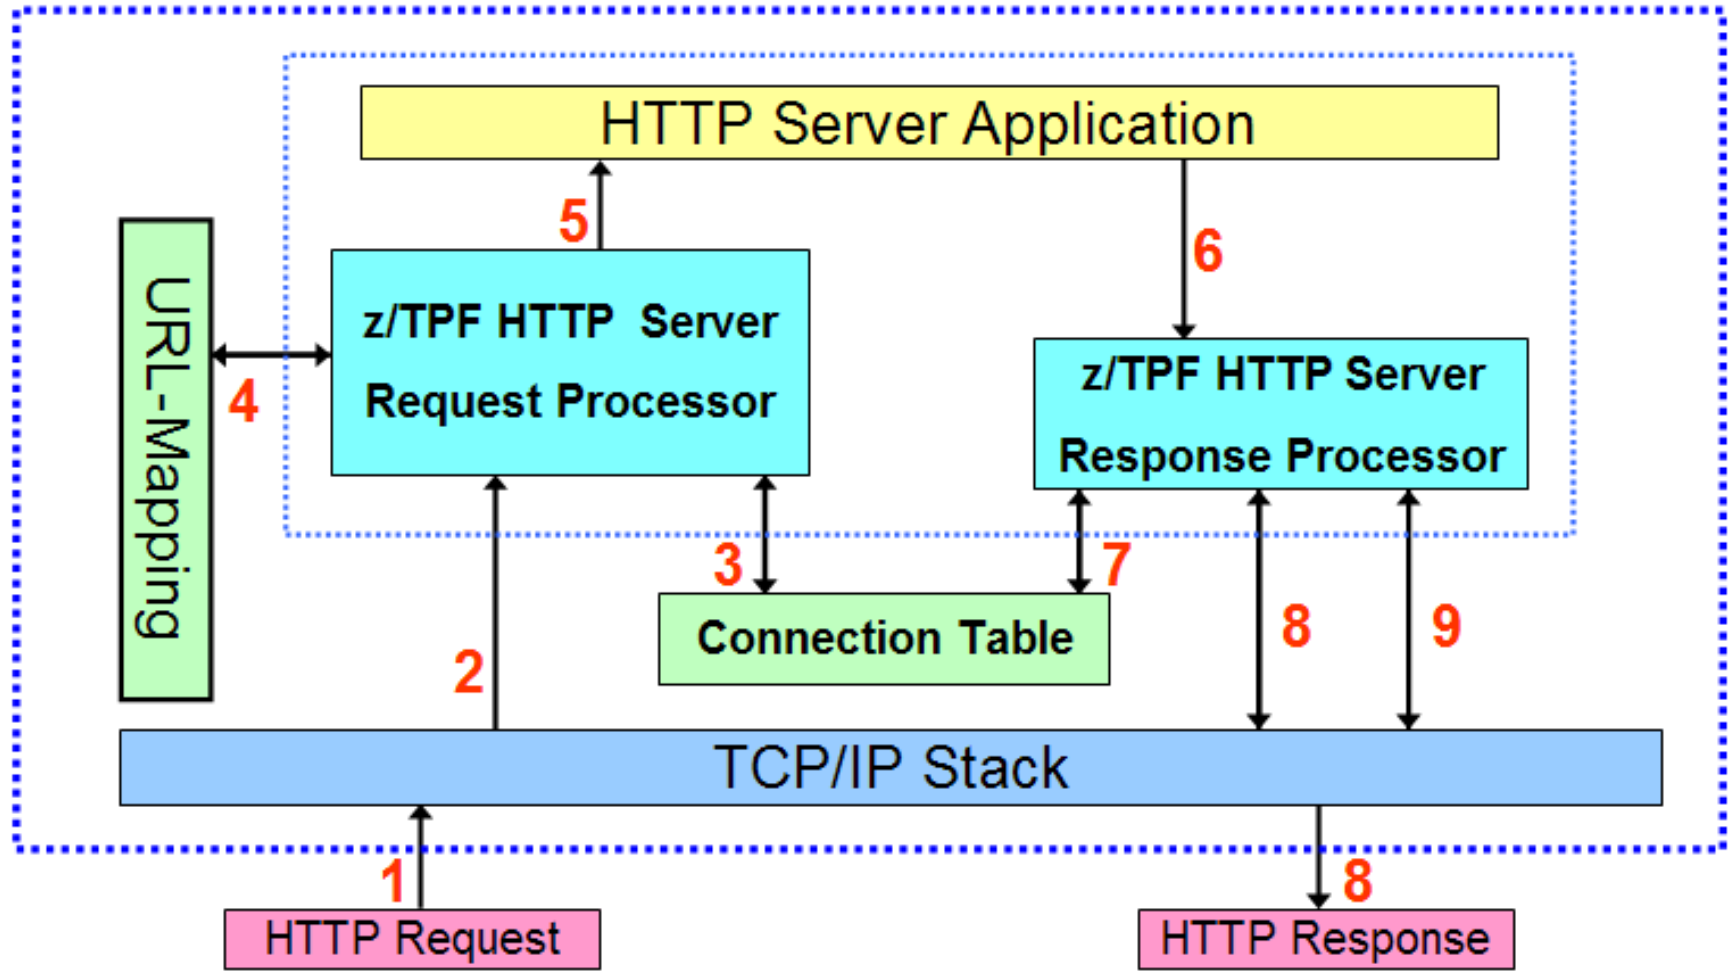 HTTP Server Application
5
6
z/TPF HTTP Server
Request Processor
URL-Mapping
4
z/TPF HTTP Server
Response Processor
3
7
Connection Table
2
8
9
TCP/IP Stack
1
8
HTTP Request
HTTP Response